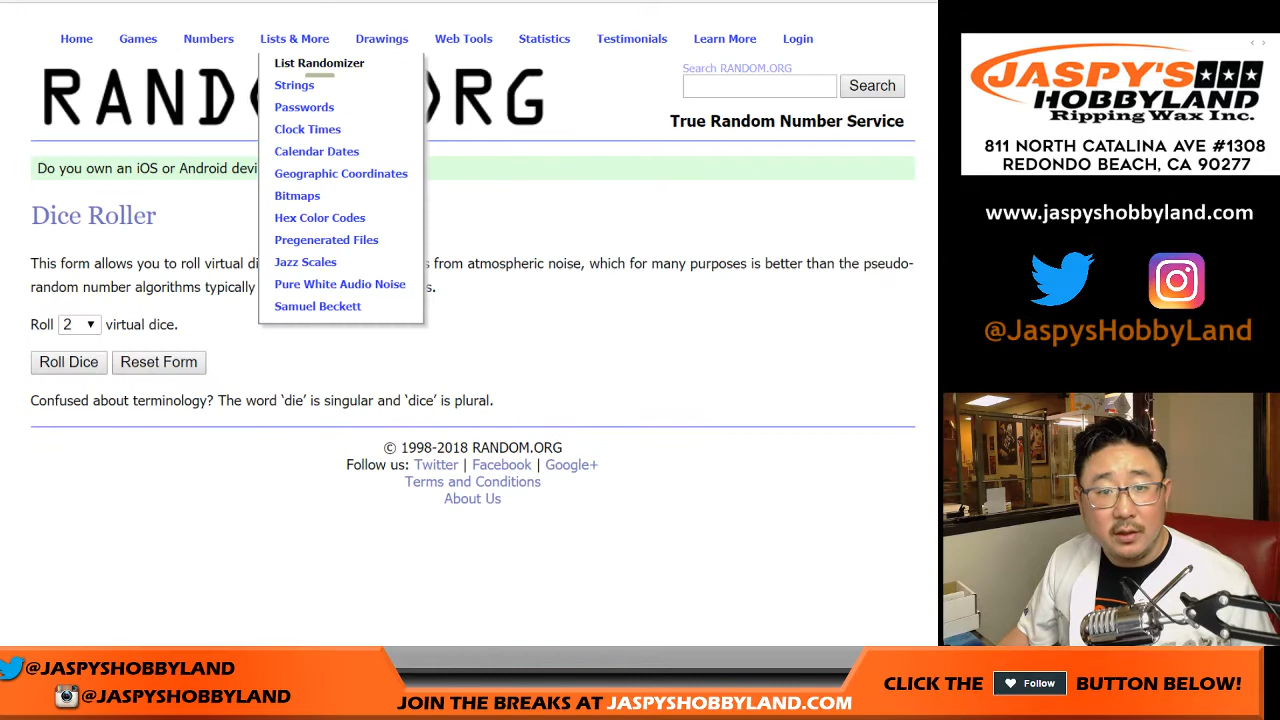 Home Games Numbers Lists & More Drawings Web Tools Statistics Testimonials Learn More Login
List Randomizer
Strings
Passwords
Clock Times
Calendar Dates
Geographic Coordinates
Bitmaps
Hex Color Codes
Pregenerated Files
Jazz Scales
Pure White Audio Noise
Samuel Beckett
RAND
RG
Search RANDOM.ORG
Search
True Random Number Service
Do you own an iOS or Android devi
Dice Roller
This form allows you to roll virtual di s from atmospheric noise, which for many purposes is better than the pseudo-
random number algorithms typically s.
Roll 2 virtual dice.
Roll Dice Reset Form
Confused about terminology? The word ‘die’ is singular and ‘dice’ is plural.
© 1998-2018 RANDOM.ORG
Follow us: Twitter | Facebook | Google+
Terms and Conditions
About Us
JASPY'S
HOBBYLAND
Ripping Wax Inc.
811 NORTH CATALINA AVE #1308
REDONDO BEACH, CA 90277
www.jaspyshobbyland.com
@JaspysHobbyLand
@JASPYSHOBBYLAND
@JASPYSHOBBYLAND
JOIN THE BREAKS AT JASPYSHOBBYLAND.COM
CLICK THE Follow BUTTON BELOW!